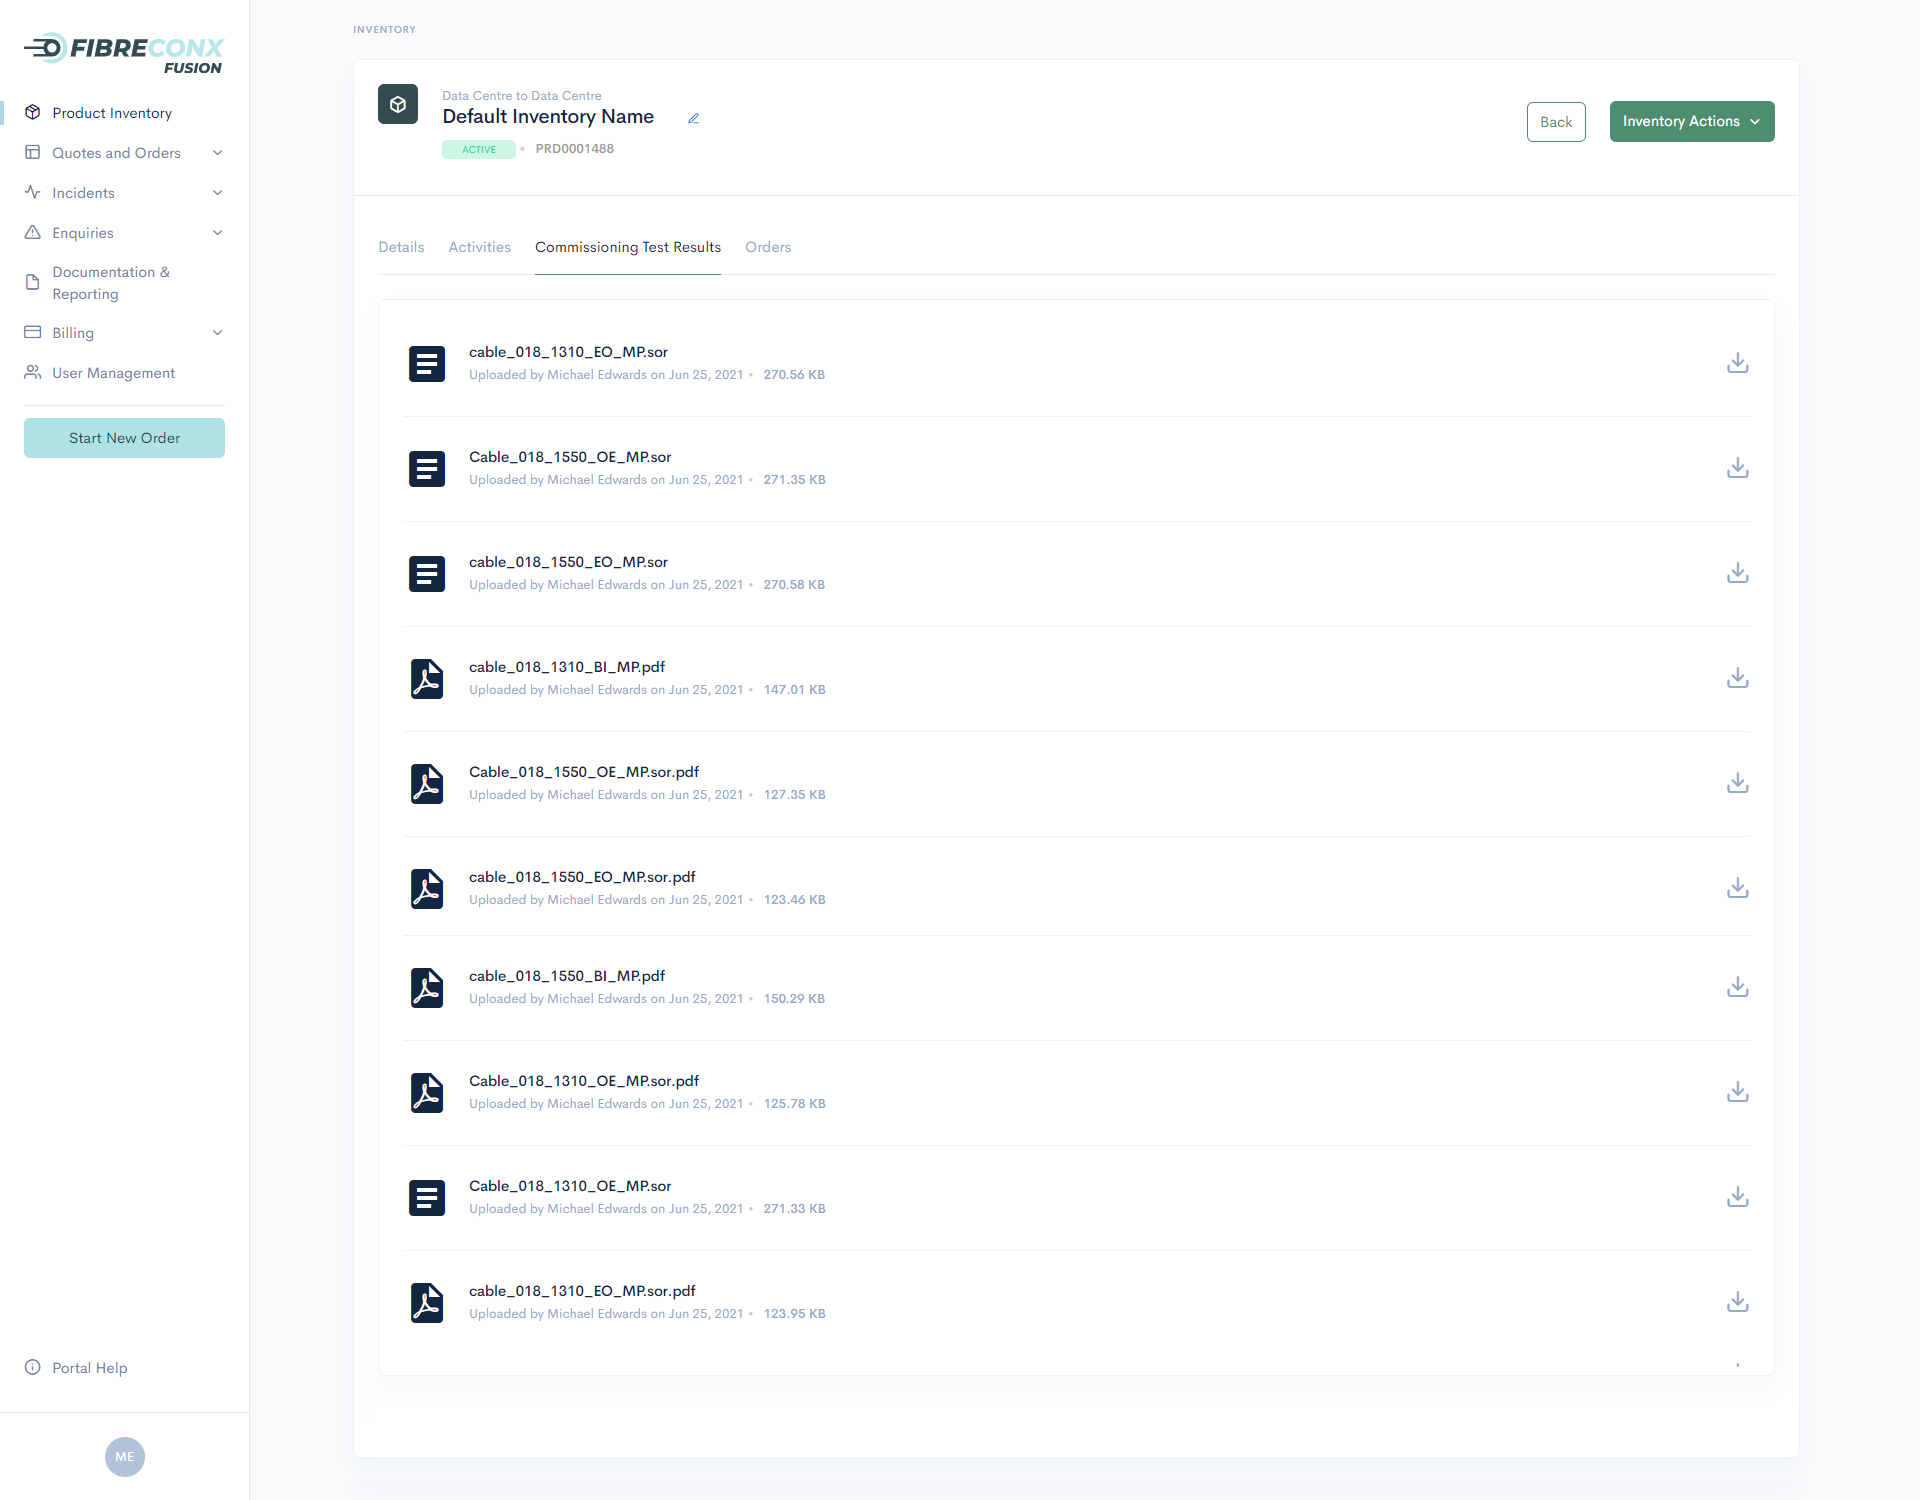 FIBRECONX
FUSION
Product Inventory
Quotes and Orders
Incidents
Enquiries
Documentation &
Reporting
Billing
User Management
Start New Order
Portal Help
ME
INVENTORY
Data Centre to Data Centre
Default Inventory Name
ACTIVE • PRD0001488
Back
Inventory Actions
Details Activities Commissioning Test Results Orders
cable_018_1310_EO_MP.sor
Uploaded by Michael Edwards on Jun 25, 2021 • 270.56 KB
Cable_018_1550_OE_MP.sor
Uploaded by Michael Edwards on Jun 25, 2021 • 271.35 KB
cable_018_1550_EO_MP.sor
Uploaded by Michael Edwards on Jun 25, 2021 • 270.58 KB
cable_018_1310_BI_MP.pdf
Uploaded by Michael Edwards on Jun 25, 2021 • 147.01 KB
Cable_018_1550_OE_MP.sor.pdf
Uploaded by Michael Edwards on Jun 25, 2021 • 127.35 KB
cable_018_1550_EO_MP.sor.pdf
Uploaded by Michael Edwards on Jun 25, 2021 • 123.46 KB
cable_018_1550_BI_MP.pdf
Uploaded by Michael Edwards on Jun 25, 2021 • 150.29 KB
Cable_018_1310_OE_MP.sor.pdf
Uploaded by Michael Edwards on Jun 25, 2021 • 125.78 KB
Cable_018_1310_OE_MP.sor
Uploaded by Michael Edwards on Jun 25, 2021 • 271.33 KB
cable_018_1310_EO_MP.sor.pdf
Uploaded by Michael Edwards on Jun 25, 2021 • 123.95 KB